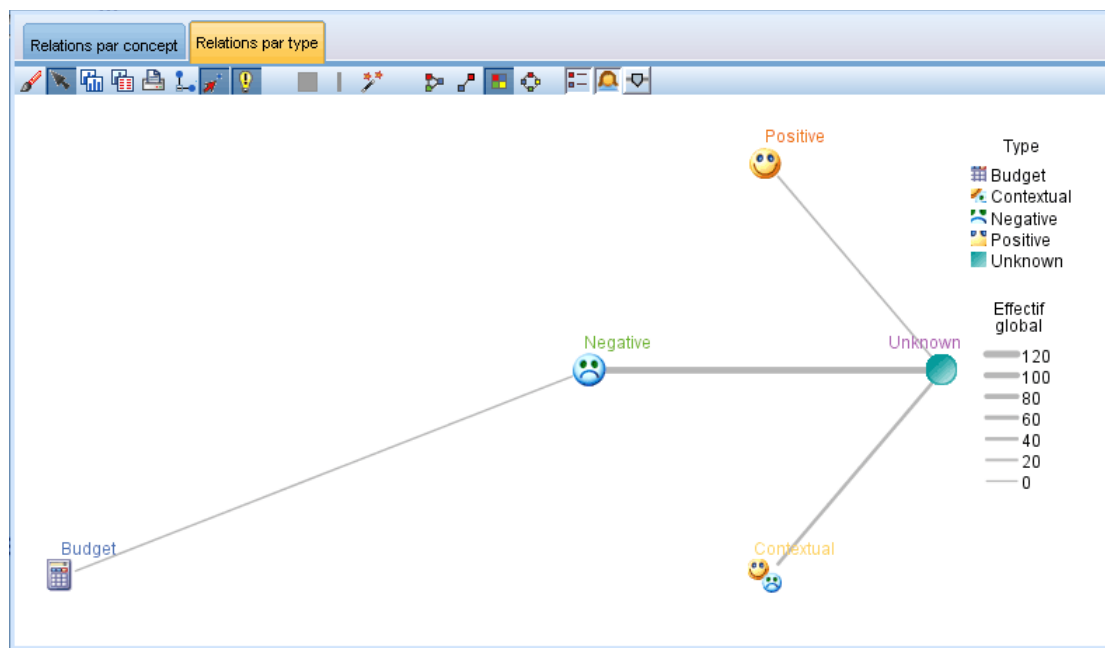 Relations par concept
Relations par type
Positive
Type
Budget
Contextual
Negative
Positive
Unknown
Effectif
global
120
100
80
60
40
20
0
Negative
Unknown
Budget
Contextual